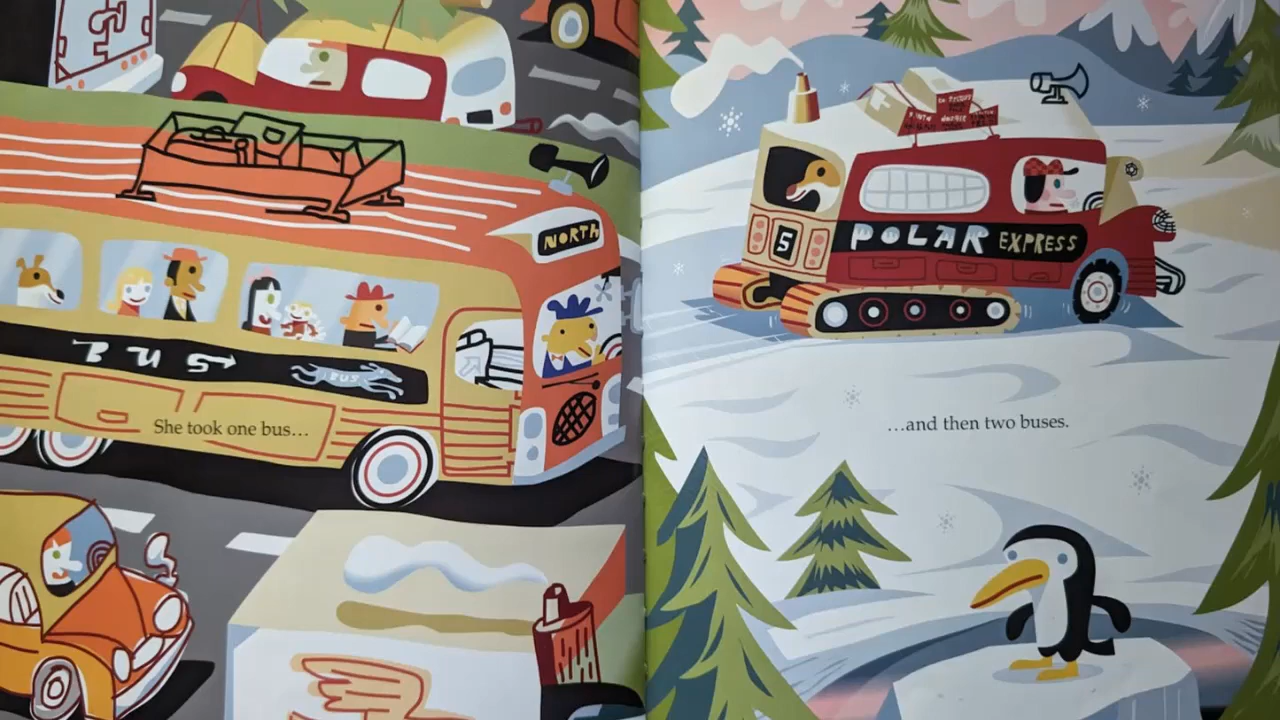 NORTH
BUS
BUS
She took one bus...
5
POLAR EXPRESS
...and then two buses.